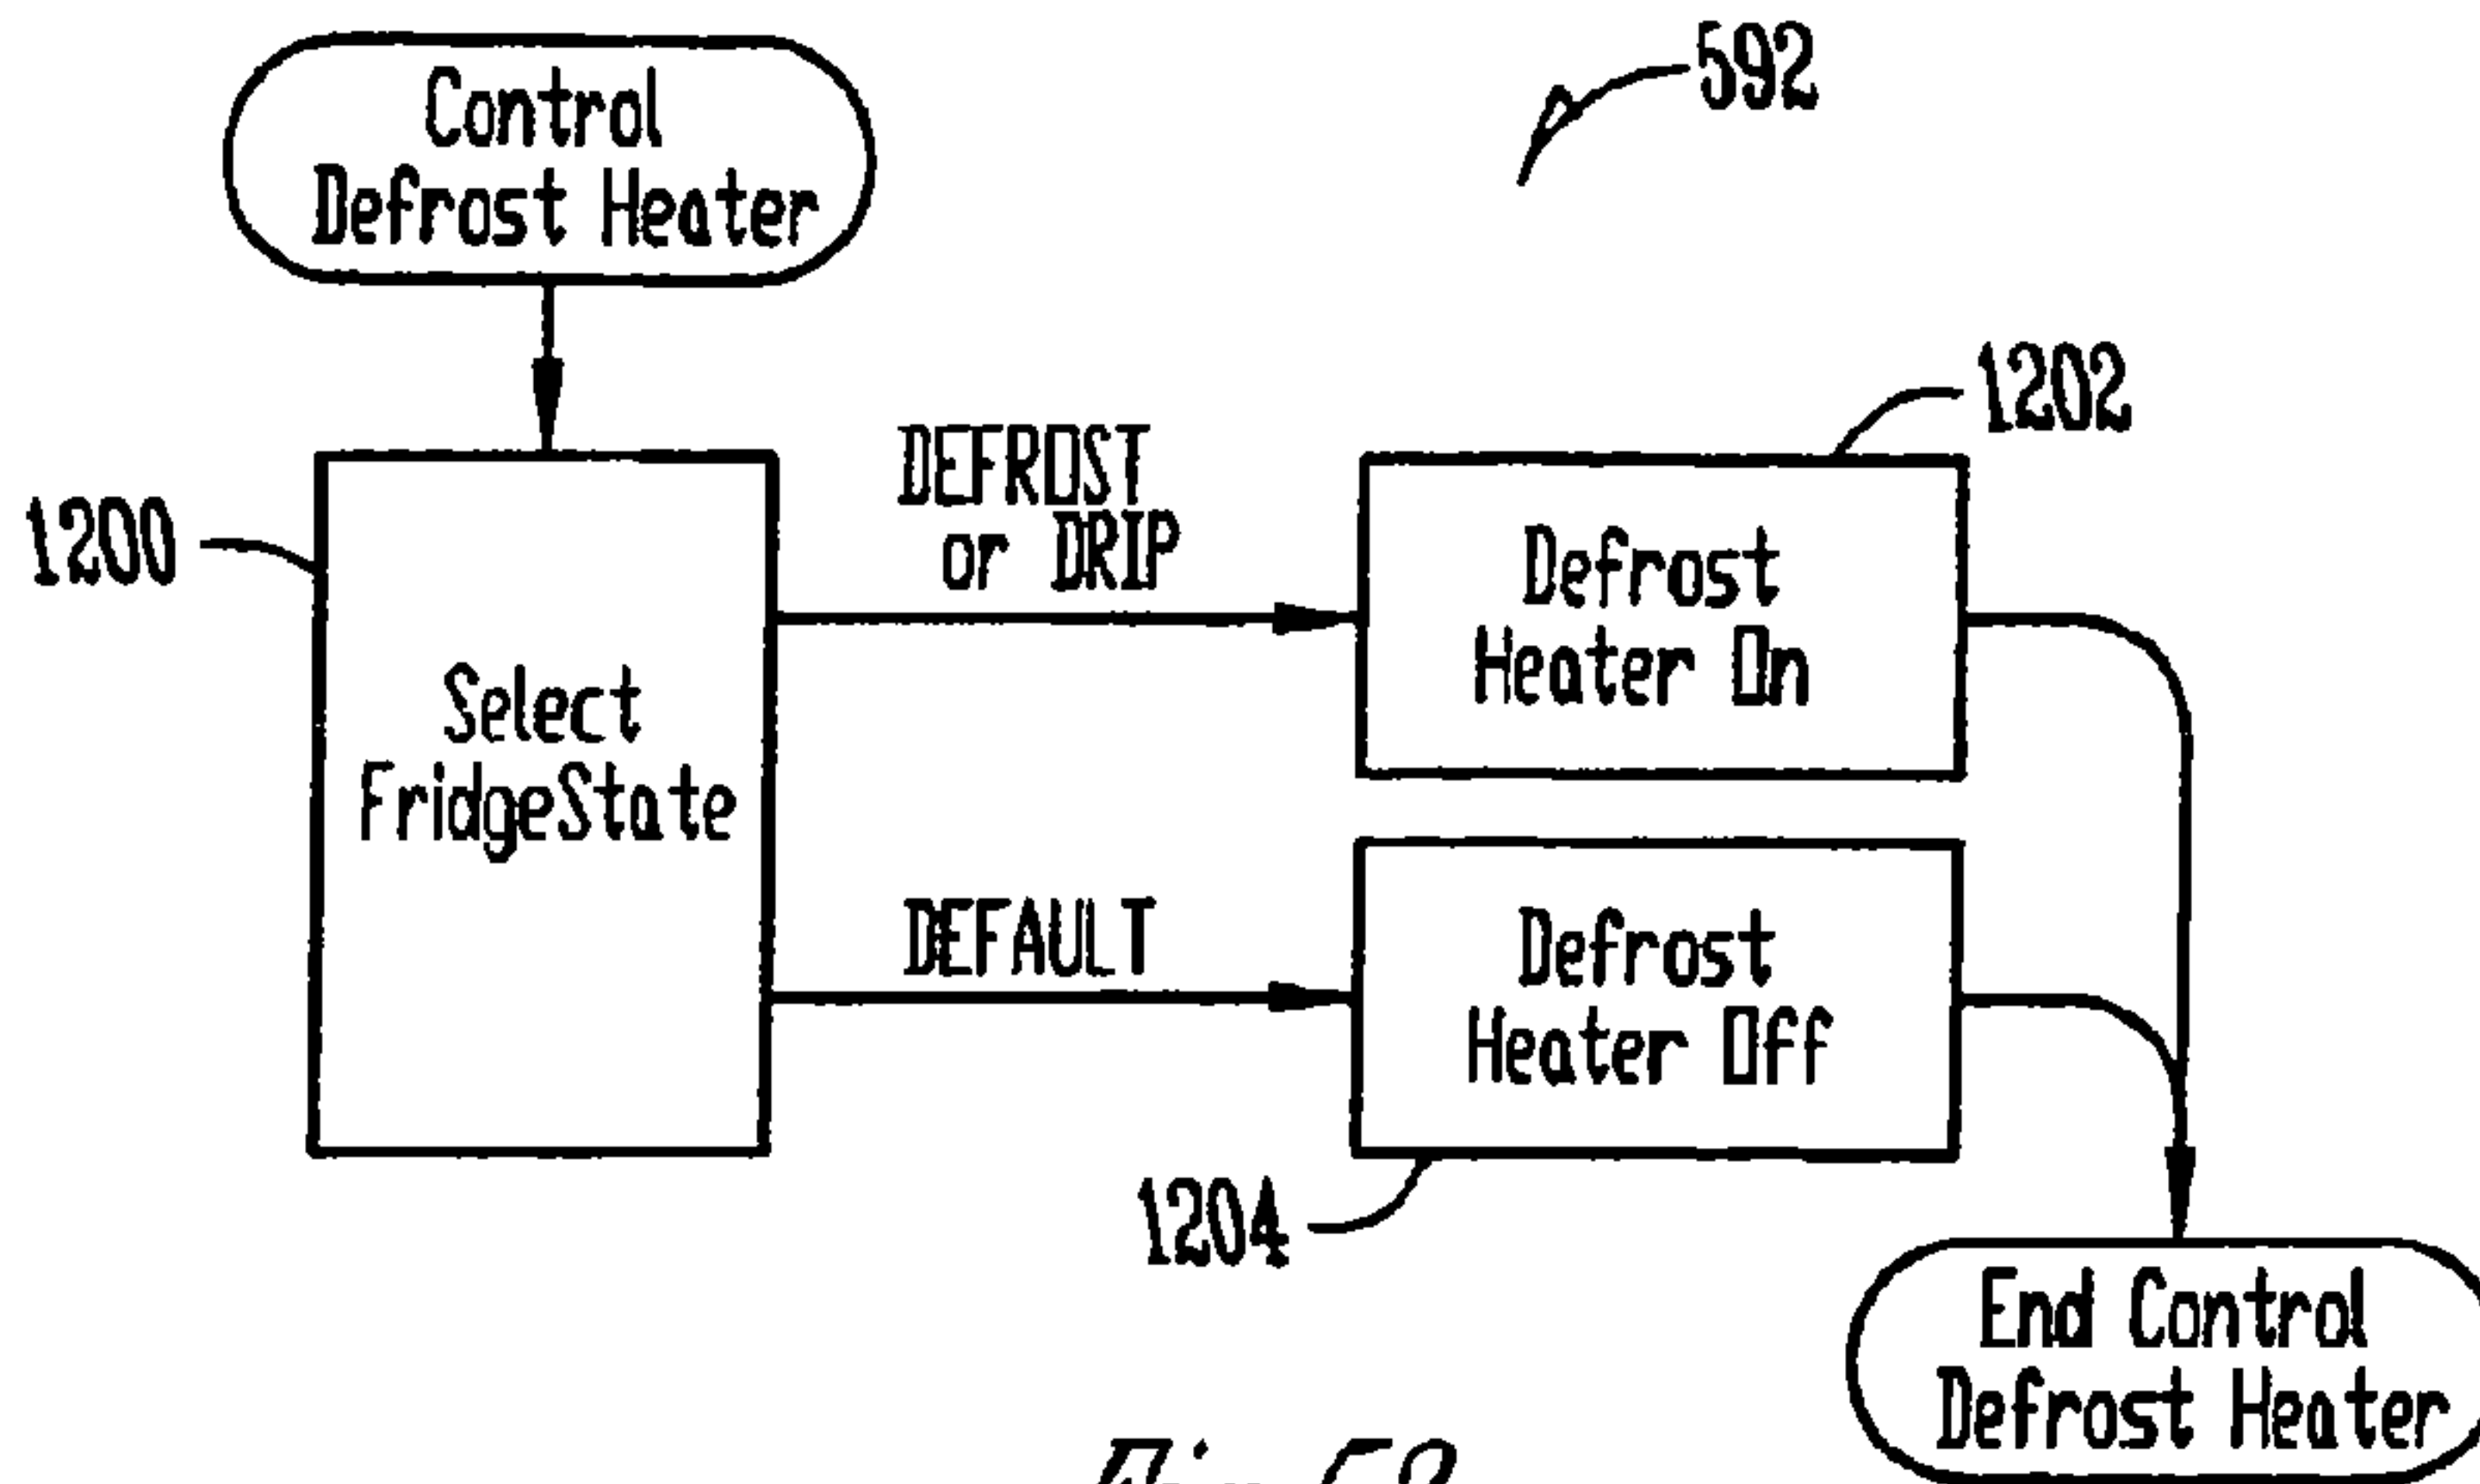 Control
Defrost Heater
592
1202
DEFROST
or DRIP
1200
Defrost
Heater On
Select
FridgeState
DEFAULT
Defrost
Heater Off
1204
End Control
Defrost Heater